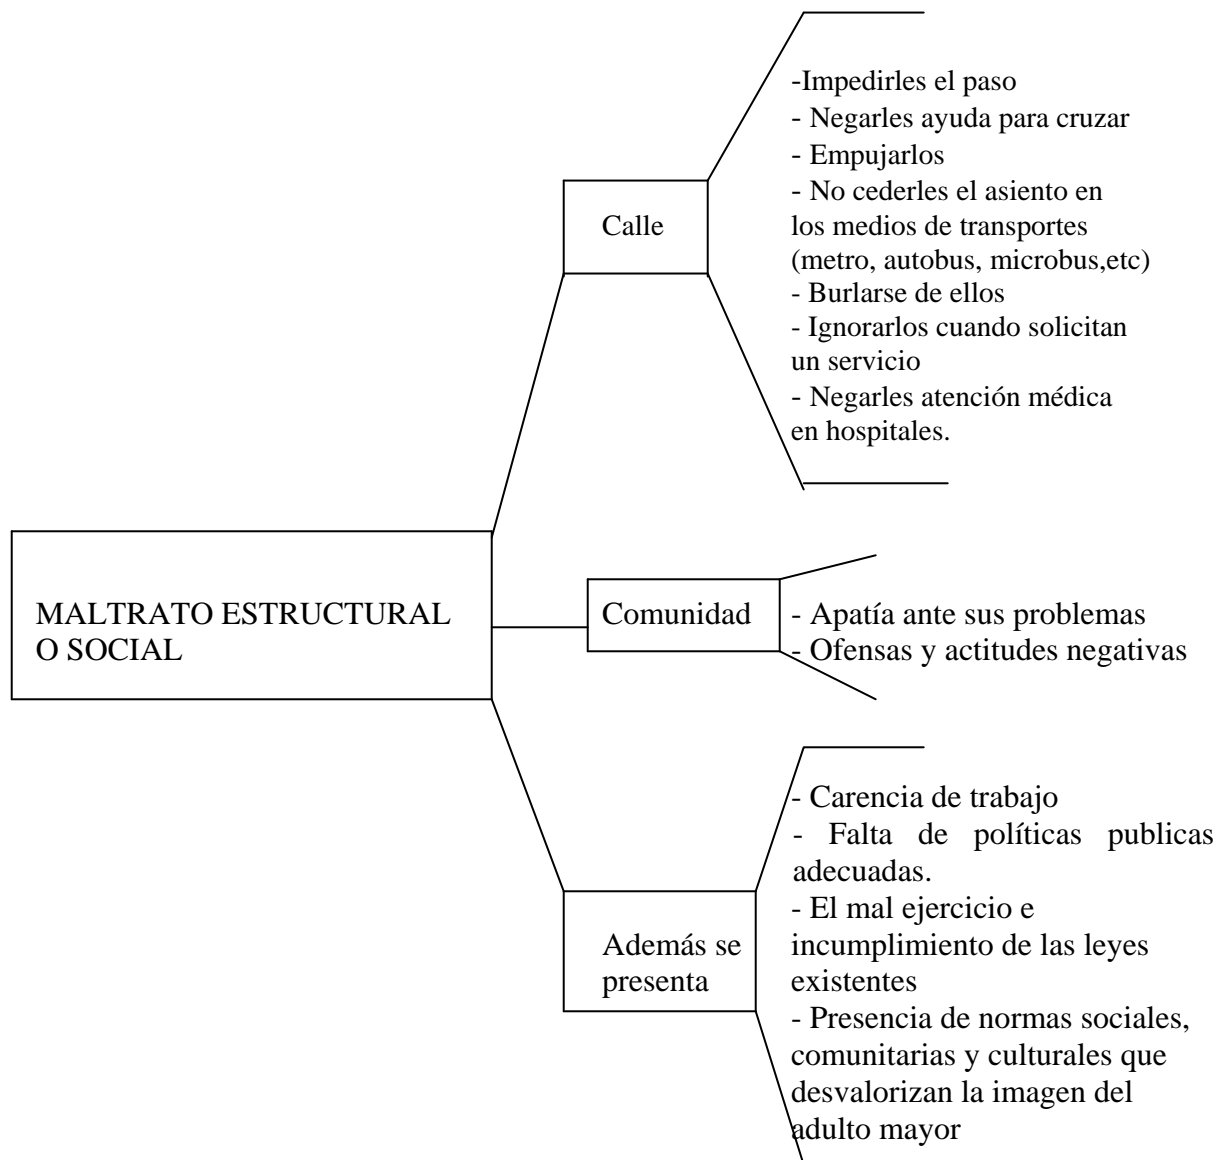 MALTRATO ESTRUCTURAL
O SOCIAL
Calle
-Impedirles el paso
- Negarles ayuda para cruzar
- Empujarlos
- No cederles el asiento en
los medios de transportes
(metro, autobus, microbus,etc)
- Burlarse de ellos
- Ignorarlos cuando solicitan
un servicio
- Negarles atención médica
en hospitales.
Comunidad
- Apatía ante sus problemas
- Ofensas y actitudes negativas
Además se
presenta
- Carencia de trabajo
- Falta de políticas publicas
adecuadas.
- El mal ejercicio e
incumplimiento de las leyes
existentes
- Presencia de normas sociales,
comunitarias y culturales que
desvalorizan la imagen del
adulto mayor